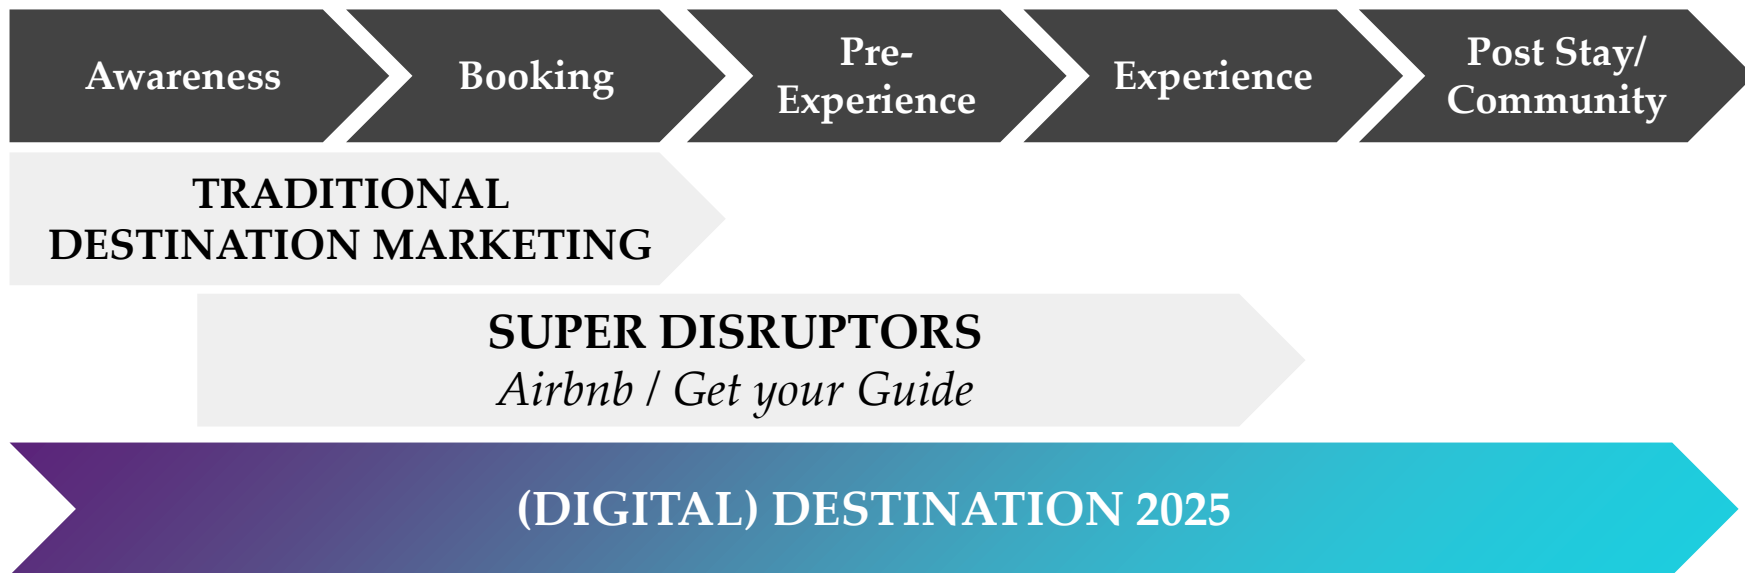 Awareness
Booking
Pre-
Experience
Experience
Post Stay/
Community
TRADITIONAL
DESTINATION MARKETING
SUPER DISRUPTORS
Airbnb / Get your Guide
(DIGITAL) DESTINATION 2025